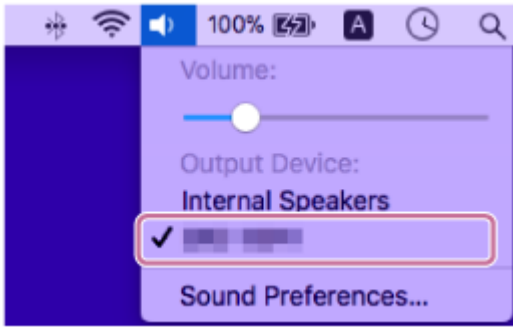 100% A
Volume:
Output Device:
Internal Speakers
Sound Preferences...